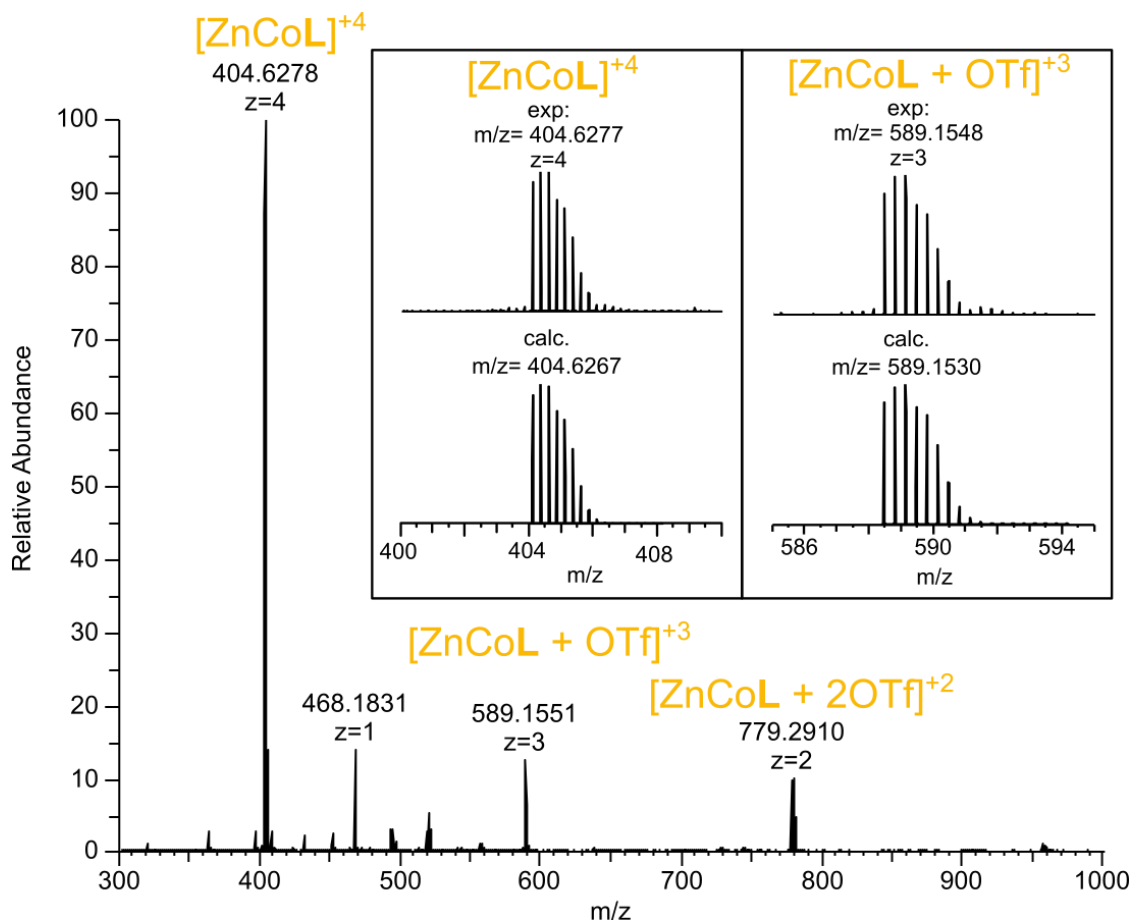 [ZnCoL]+4
404.6278
z=4
[ZnCoL]+4
exp:
m/z= 404.6277
z=4
calc.
m/z= 404.6267
400
404
408
m/z
[ZnCoL + OTf]+3
exp:
m/z= 589.1548
z=3
calc.
m/z= 589.1530
586
590
594
m/z
[ZnCoL + OTf]+3
[ZnCoL + 2OTf]+2
468.1831
z=1
589.1551
z=3
779.2910
z=2
Relative Abundance
100
90
80
70
60
50
40
30
20
10
0
300
400
500
600
700
800
900
1000
m/z